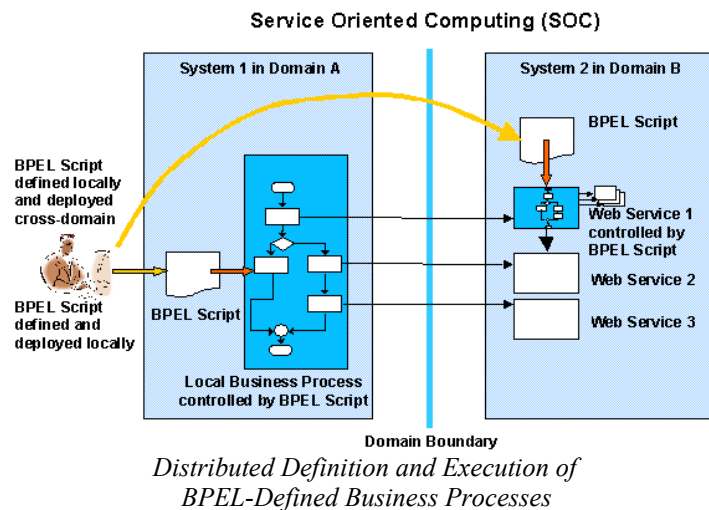 Service Oriented Computing (SOC)
System 1 in Domain A
System 2 in Domain B
BPEL Script
BPEL Script
defined locally
and deployed
cross-domain
Web Service 1
controlled by
BPEL Script
BPEL Script
defined and
deployed locally
BPEL Script
Web Service 2
Web Service 3
Local Business Process
controlled by BPEL Script
Domain Boundary
Distributed Definition and Execution of
BPEL-Defined Business Processes